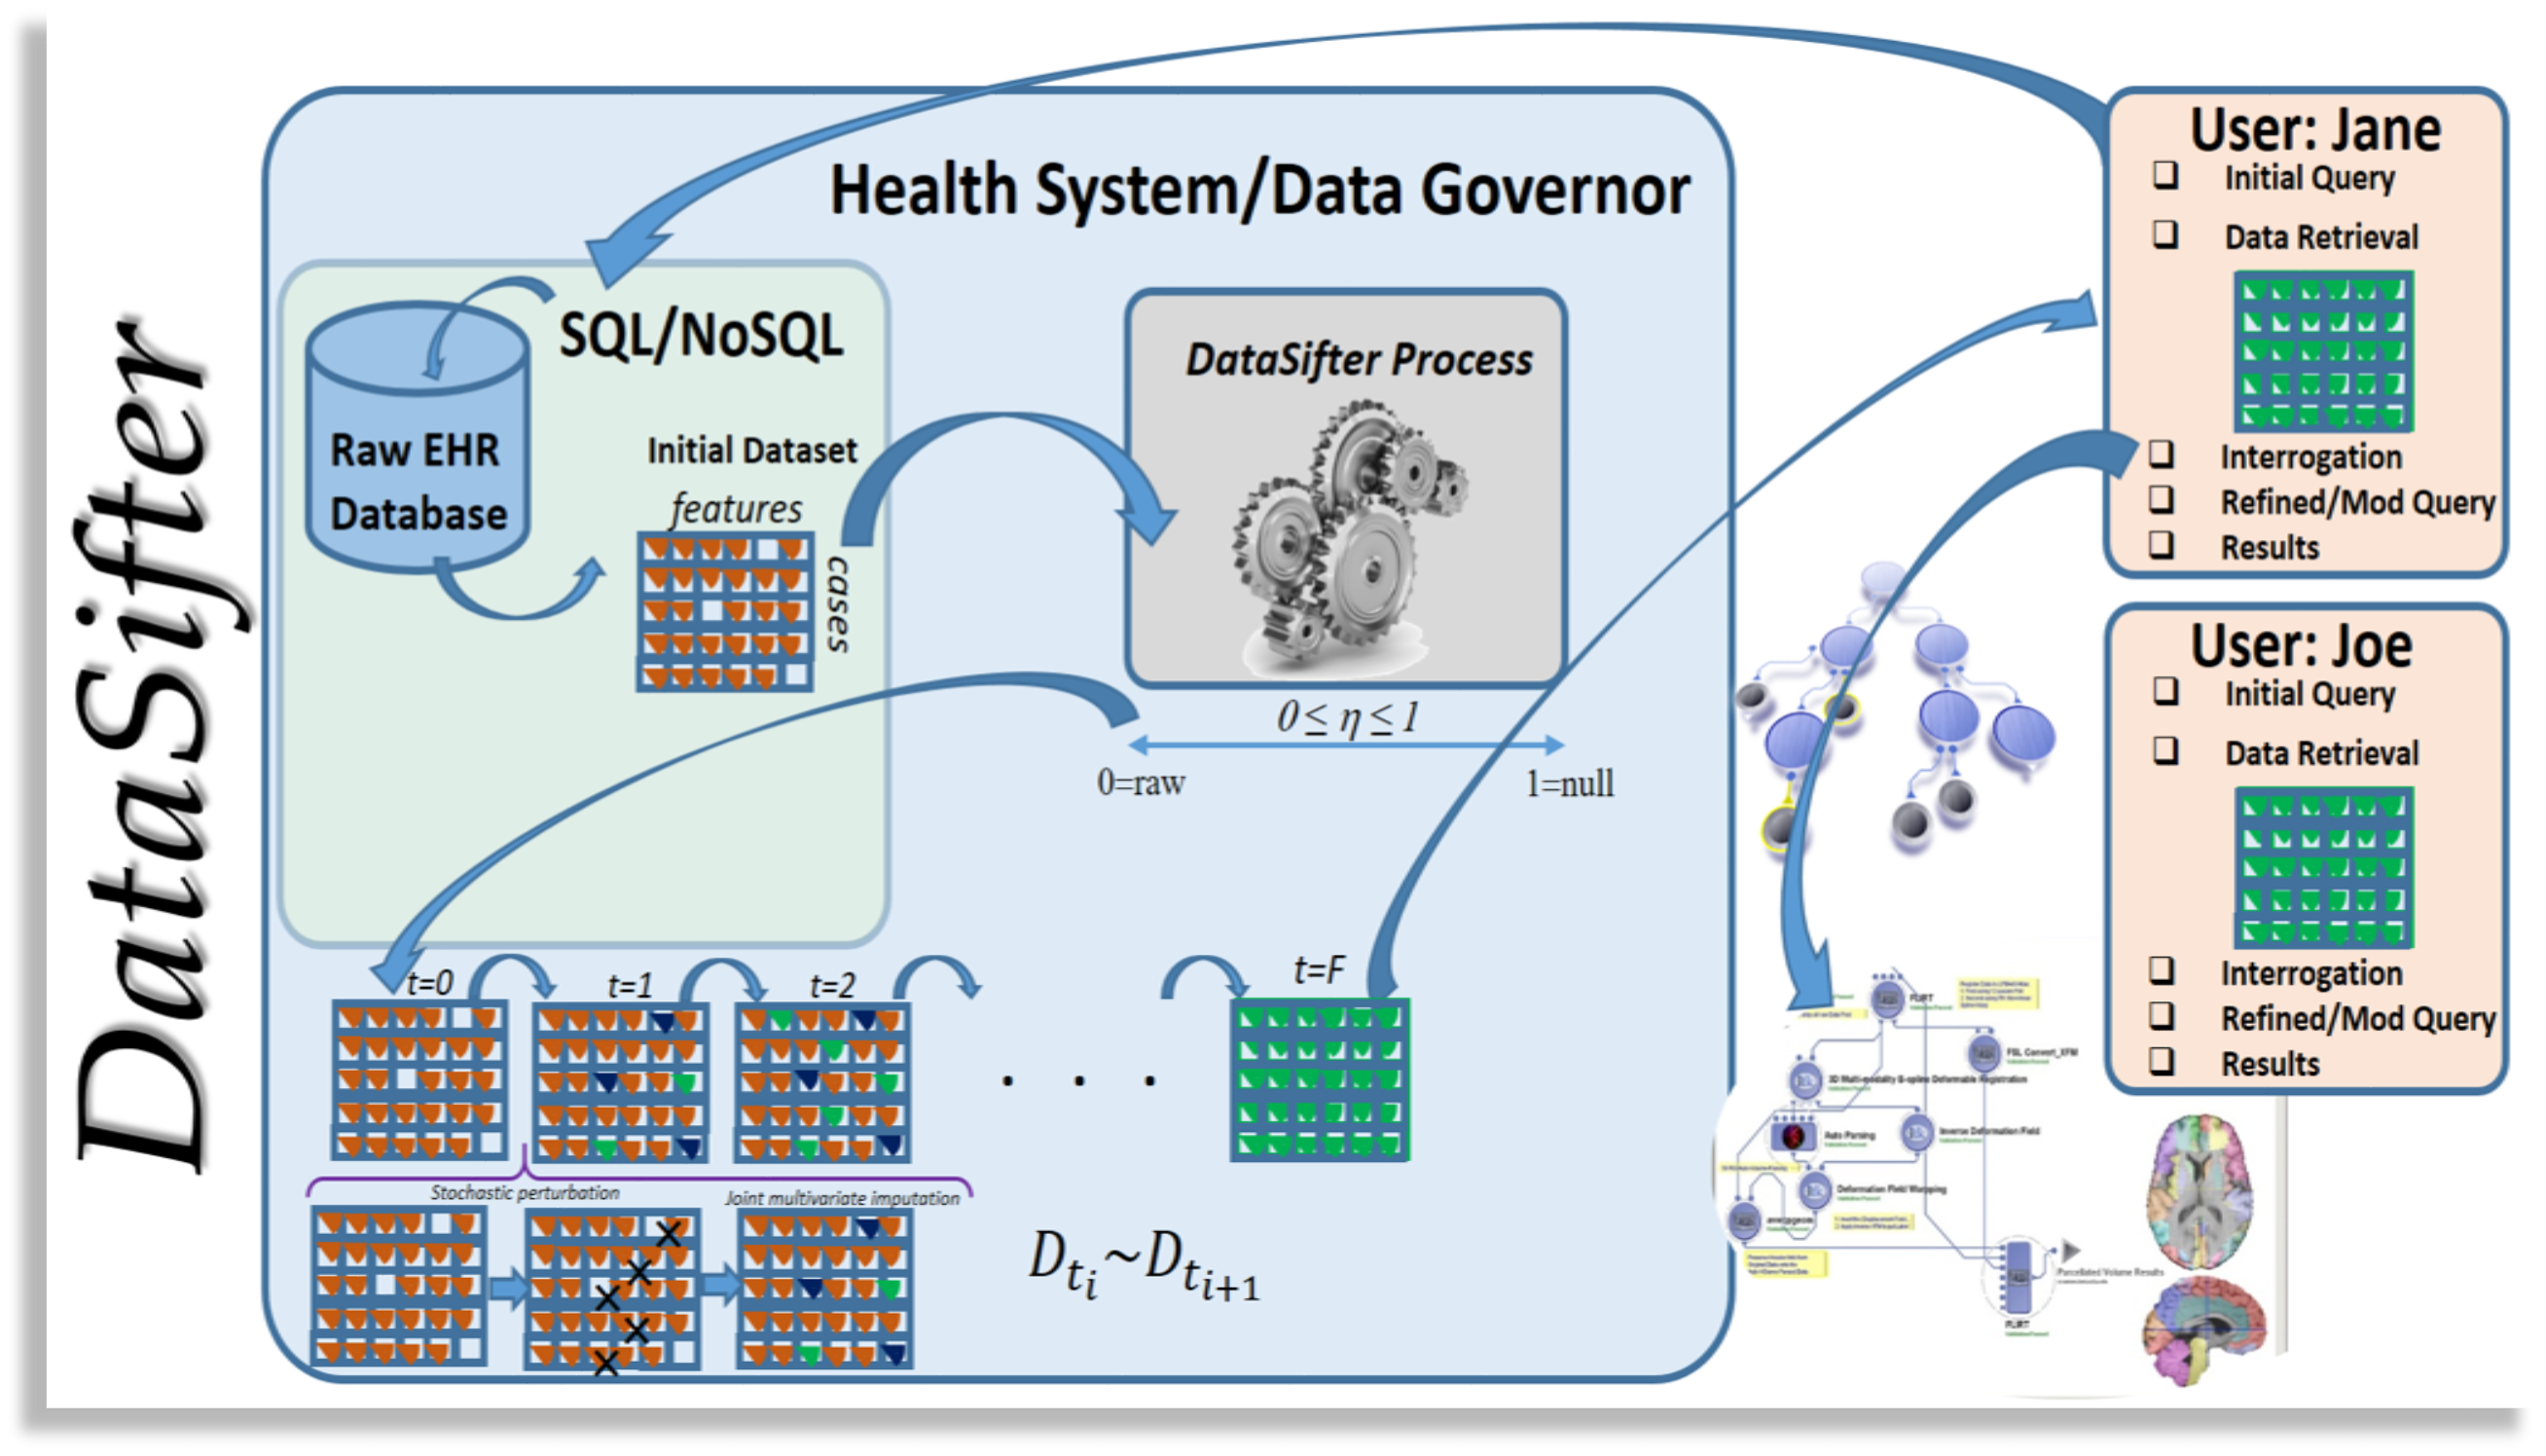 DataSifter
Health System/Data Governor
SQL/NoSQL
Raw EHR
Database
Initial Dataset
features
cases
DataSifter Process
0 ≤ η ≤ 1
0=raw
1=null
t=0
t=1
t=2
t=F
. . .
Stochastic perturbation
Joint multivariate imputation
D_{t_i}~D_{t_{i+1}}
User: Jane
❑ Initial Query
❑ Data Retrieval
❑ Interrogation
❑ Refined/Mod Query
❑ Results
User: Joe
❑ Initial Query
❑ Data Retrieval
❑ Interrogation
❑ Refined/Mod Query
❑ Results
FLIRT
FSL Convert_XFM
3D Multi-modality B-spline Deformable Registration
Auto Parsing
Inverse Deformation Field
Deformation Field Warping
Parcellated Volume Results
FLIRT